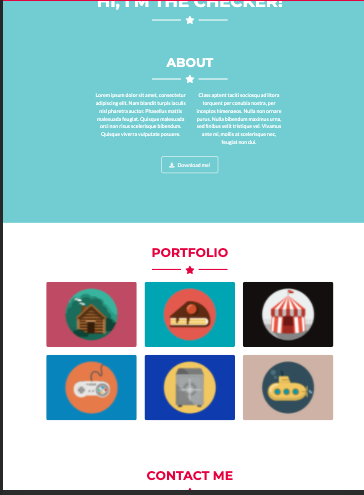 HI, I'M THE CHECKER!
ABOUT
Lorem ipsum dolor sit amet, consectetur
adipiscing elit. Nam blandit turpis iaculis
nisl pharetra auctor. Phasellus mattis
malesuada feugiat. Quisque malesuada
orci non risus scelerisque bibendum.
Quisque viverra vulputate posuere.
Class aptent taciti sociosqu ad litora
torquent per conubia nostra, per
inceptos himenaeos. Nulla non ornare
purus. Nulla bibendum maximus urna,
sed finibus velit tristique vel. Vivamus
ante mi, mollis at scelerisque nec,
feugiat non dui.
Download me!
PORTFOLIO
CONTACT ME